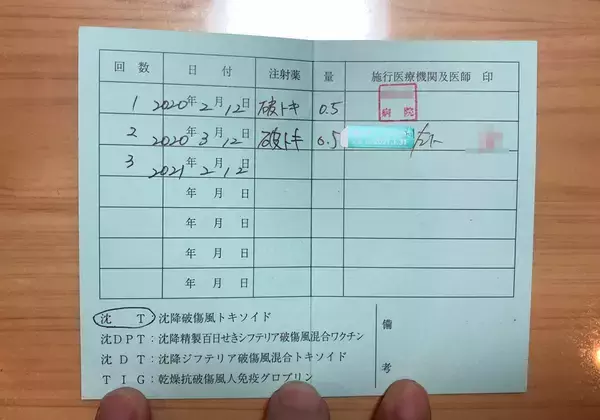 回数 日付 注射薬 量 施行医療機関及医師 印
1 2020年2月12日 破トキ 0.5 病院
2 2020年3月12日 破トキ 0.5
3 2021年2月12日
年 月 日
年 月 日
年 月 日
年 月 日
沈 T：沈降破傷風トキソイド
沈DPT：沈降精製百日せきジフテリア破傷風混合ワクチン
沈DT：沈降ジフテリア破傷風混合トキソイド
TIG：乾燥抗破傷風人免疫グロブリン
備考